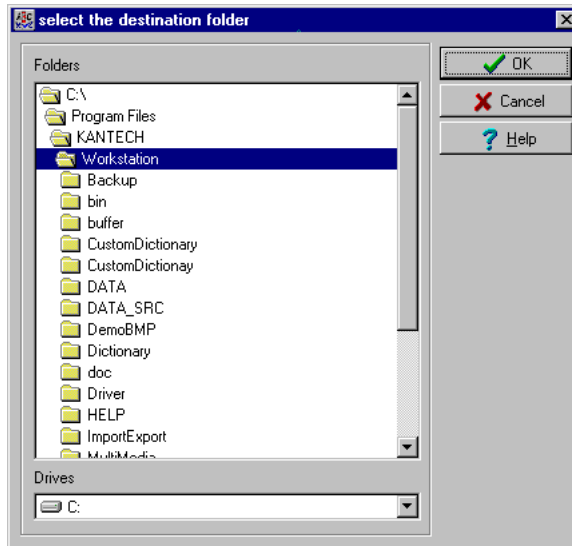 select the destination folder
Folders
C:\
Program Files
KANTECH
Workstation
Backup
bin
buffer
CustomDictionary
CustomDictionay
DATA
DATA_SRC
DemoBMP
Dictionary
doc
Driver
HELP
ImportExport
MultiMedia
Drives
C:
OK
Cancel
Help